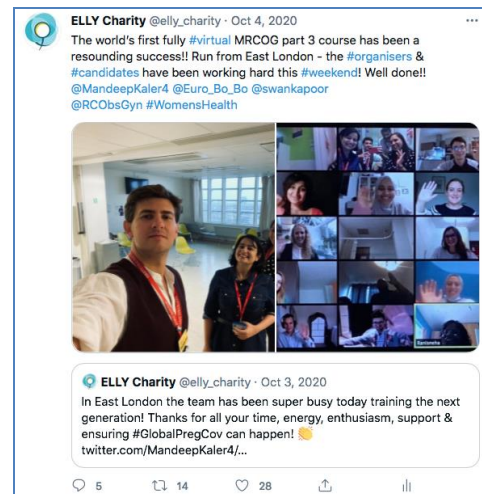 ELLY Charity @elly_charity · Oct 4, 2020
The world's first fully #virtual MRCOG part 3 course has been a
resounding success!! Run from East London - the #organisers &
#candidates have been working hard this #weekend! Well done!!
@MandeepKaler4 @Euro_Bo_Bo @swankapoor
@RCObsGyn #WomensHealth
ELLY Charity @elly_charity · Oct 3, 2020
In East London the team has been super busy today training the next
generation! Thanks for all your time, energy, enthusiasm, support &
ensuring #GlobalPregCov can happen! 👏
twitter.com/MandeepKaler4/...
5 14 28